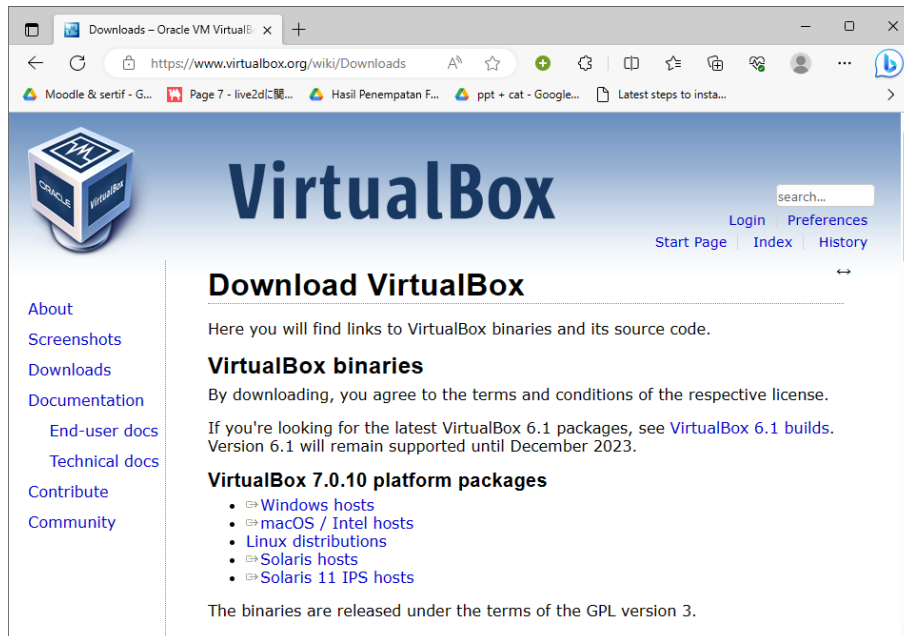 Downloads – Oracle VM VirtualB
https://www.virtualbox.org/wiki/Downloads
Moodle & sertif - G... Page 7 - live2dに関... Hasil Penempatan F... ppt + cat - Google... Latest steps to insta...
ORACLE
VirtualBox
VirtualBox
search...
Login Preferences
Start Page Index History
About
Screenshots
Downloads
Documentation
End-user docs
Technical docs
Contribute
Community
Download VirtualBox
Here you will find links to VirtualBox binaries and its source code.
VirtualBox binaries
By downloading, you agree to the terms and conditions of the respective license.
If you're looking for the latest VirtualBox 6.1 packages, see VirtualBox 6.1 builds.
Version 6.1 will remain supported until December 2023.
VirtualBox 7.0.10 platform packages
Windows hosts
macOS / Intel hosts
Linux distributions
Solaris hosts
Solaris 11 IPS hosts
The binaries are released under the terms of the GPL version 3.